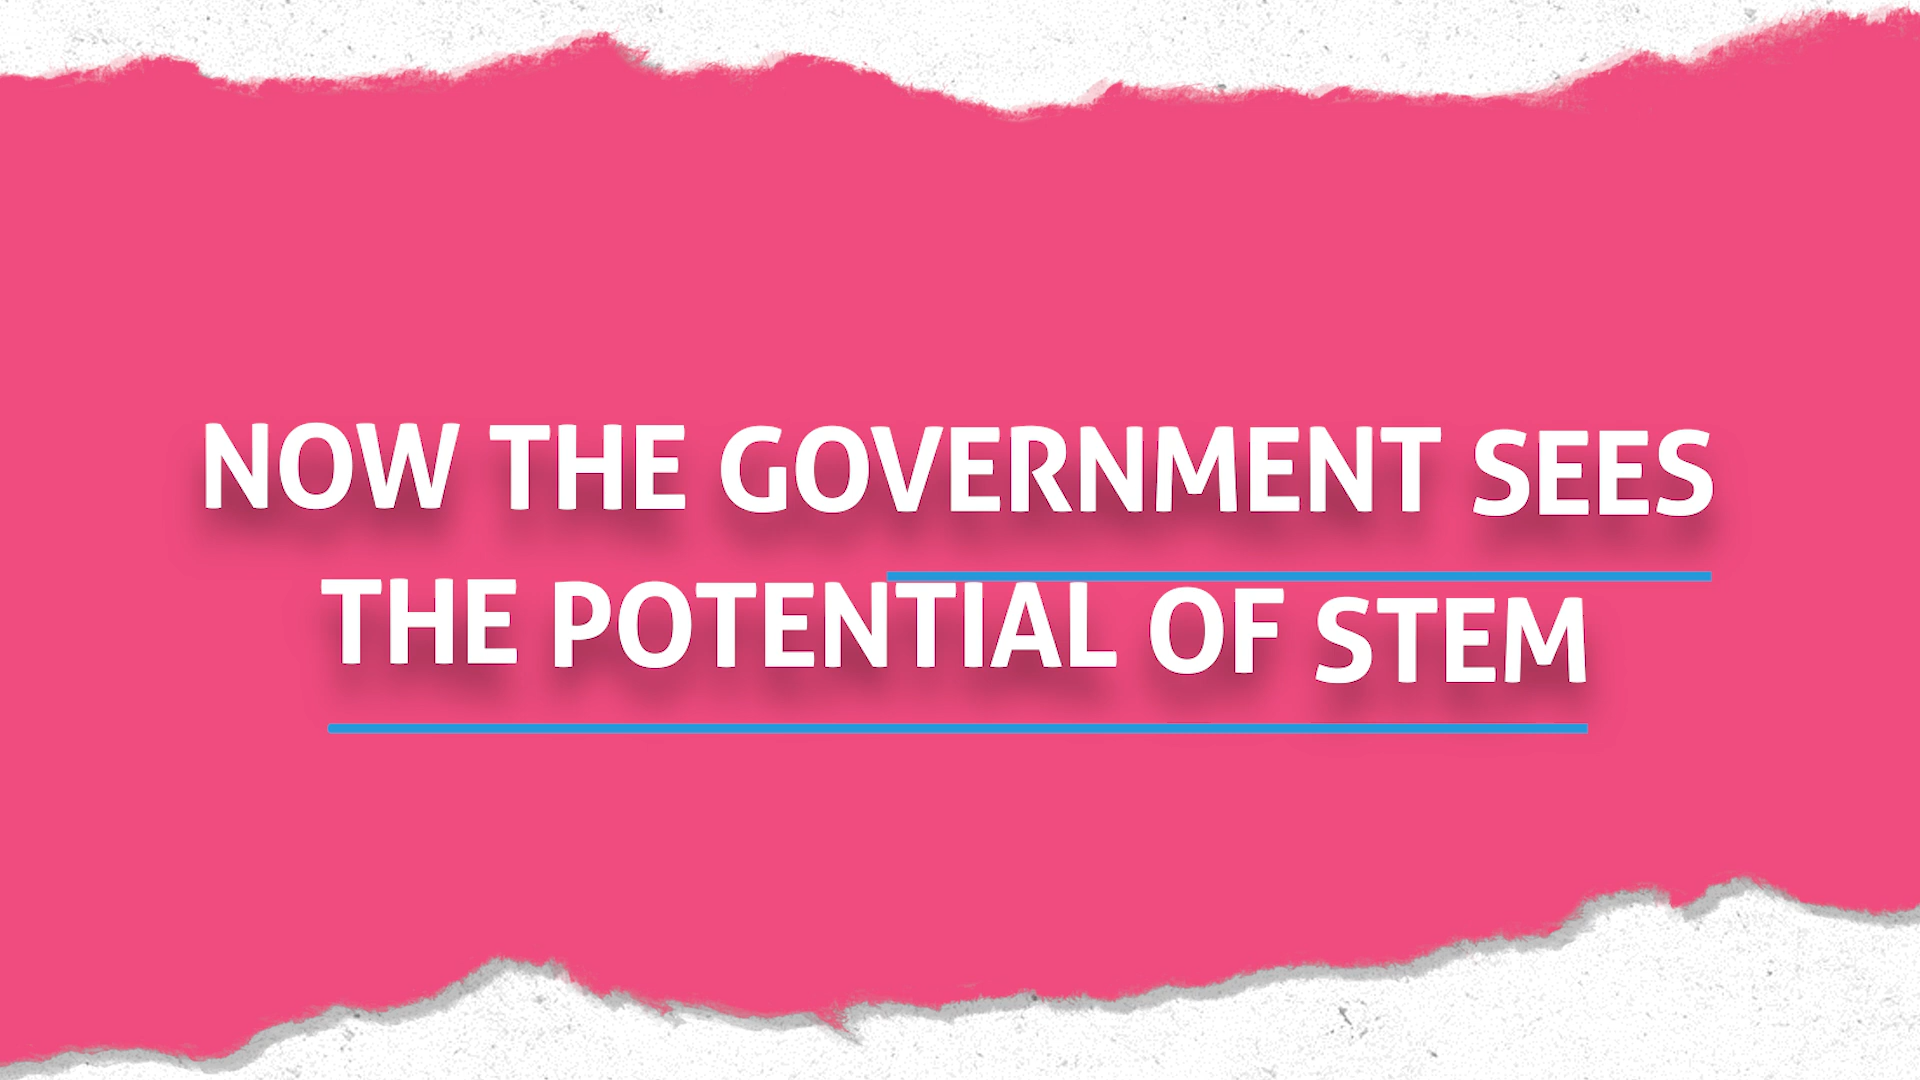 NOW THE GOVERNMENT SEES
THE POTENTIAL OF STEM